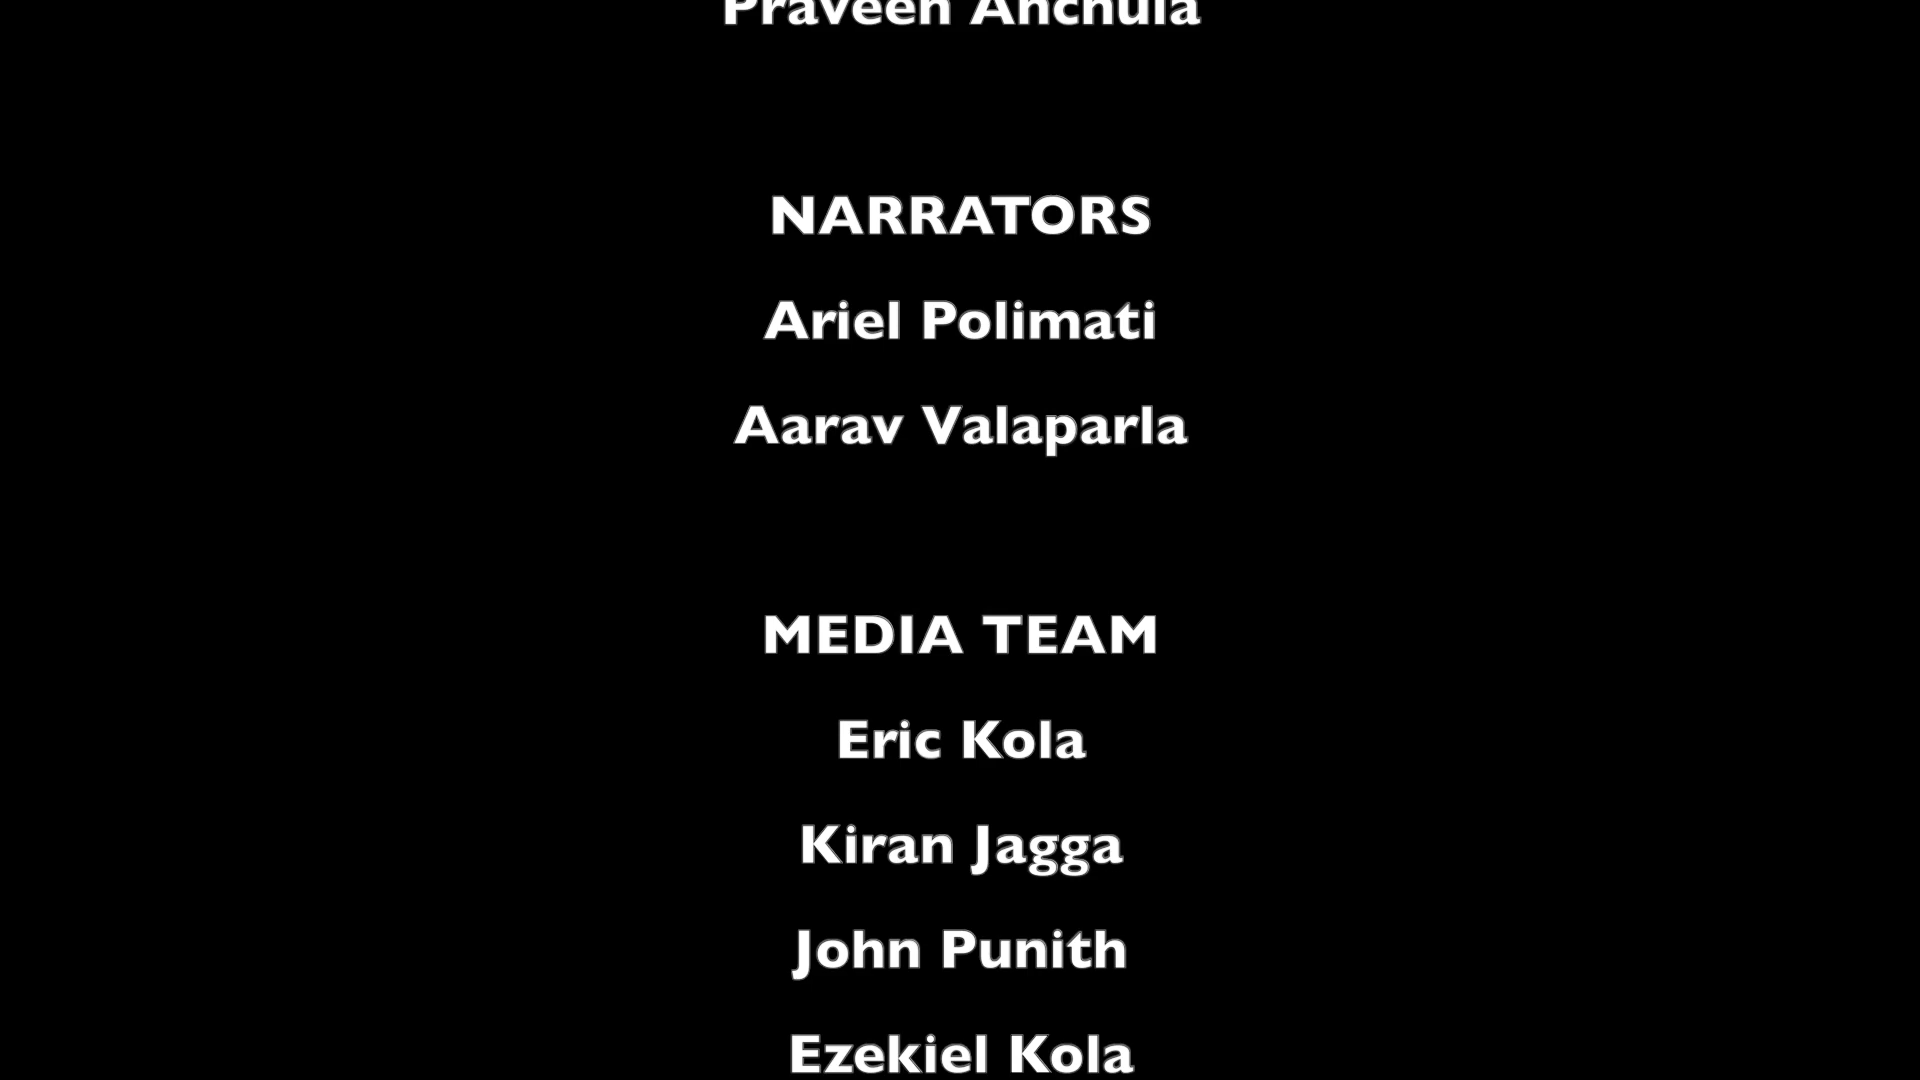 Praveen Anchula
NARRATORS
Ariel Polimati
Aarav Valaparla
MEDIA TEAM
Eric Kola
Kiran Jagga
John Punith
Ezekiel Kola